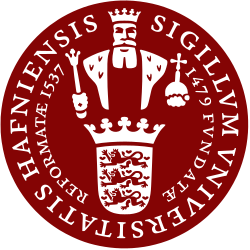 SIGILLVM VNIVERSITATIS HAFNIENSIS
1479 FVNDATÆ
REFORMATÆ 1537